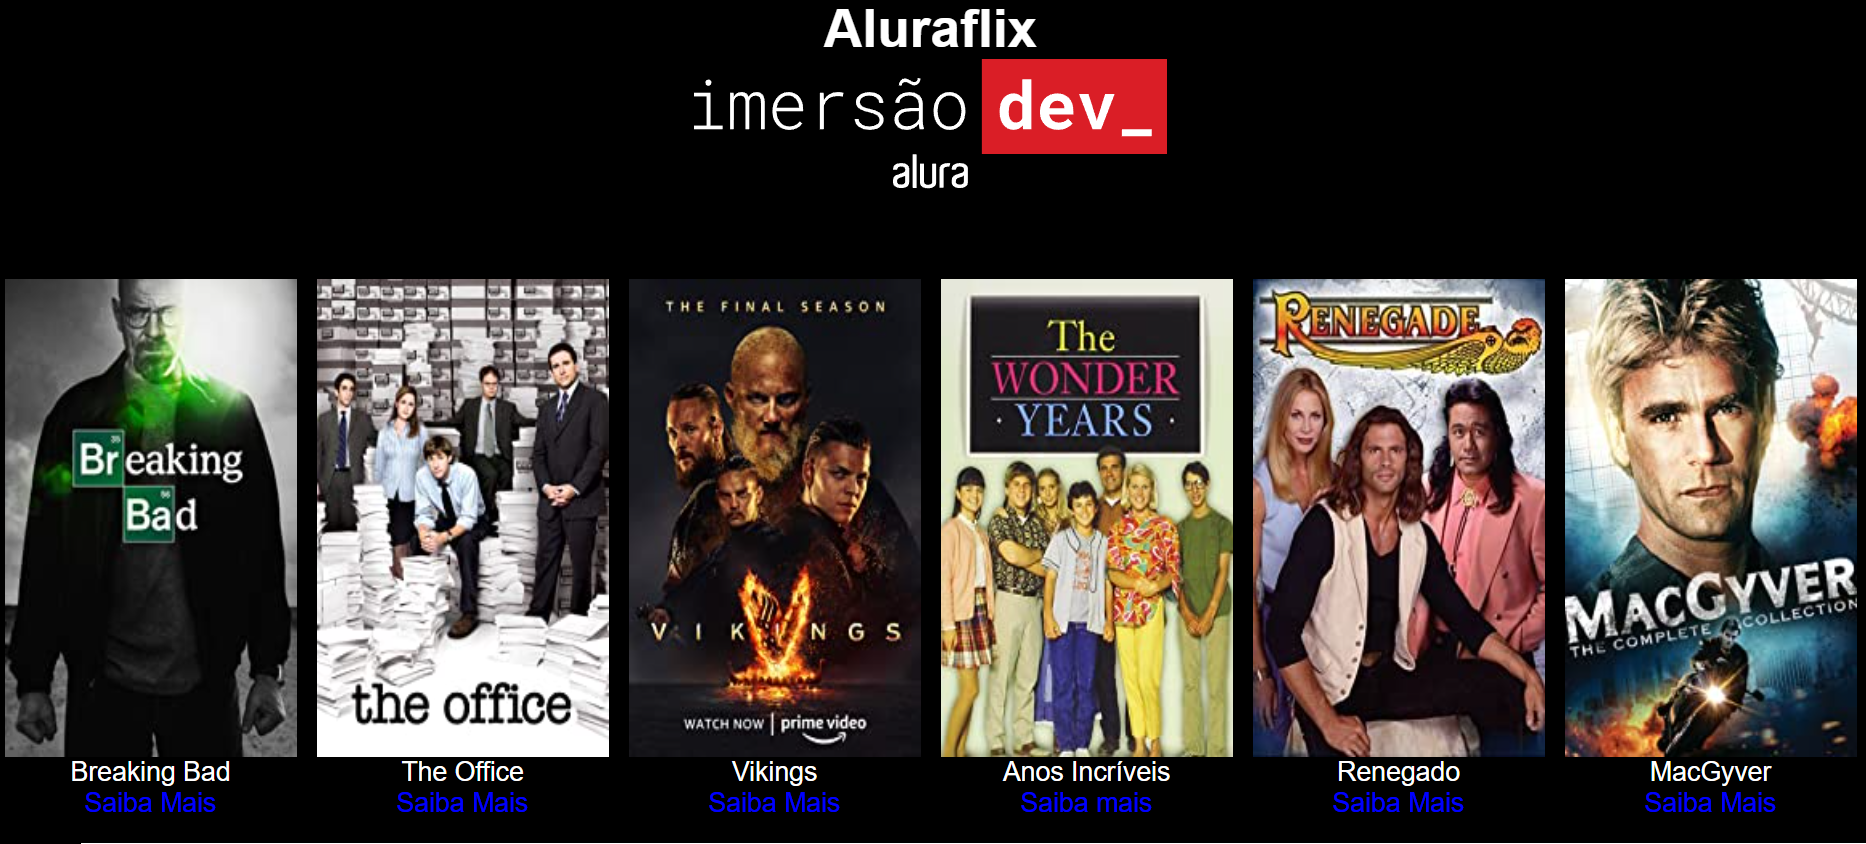 Aluraflix
imersão dev_
alura
35
Breaking
56
Bad
the office
THE FINAL SEASON
VIKINGS
WATCH NOW | prime video
The
WONDER
· YEARS ·
RENEGADE
MACGYVER
THE COMPLETE COLLECTION
Breaking Bad
The Office
Vikings
Anos Incríveis
Renegado
MacGyver
Saiba Mais
Saiba Mais
Saiba Mais
Saiba mais
Saiba Mais
Saiba Mais